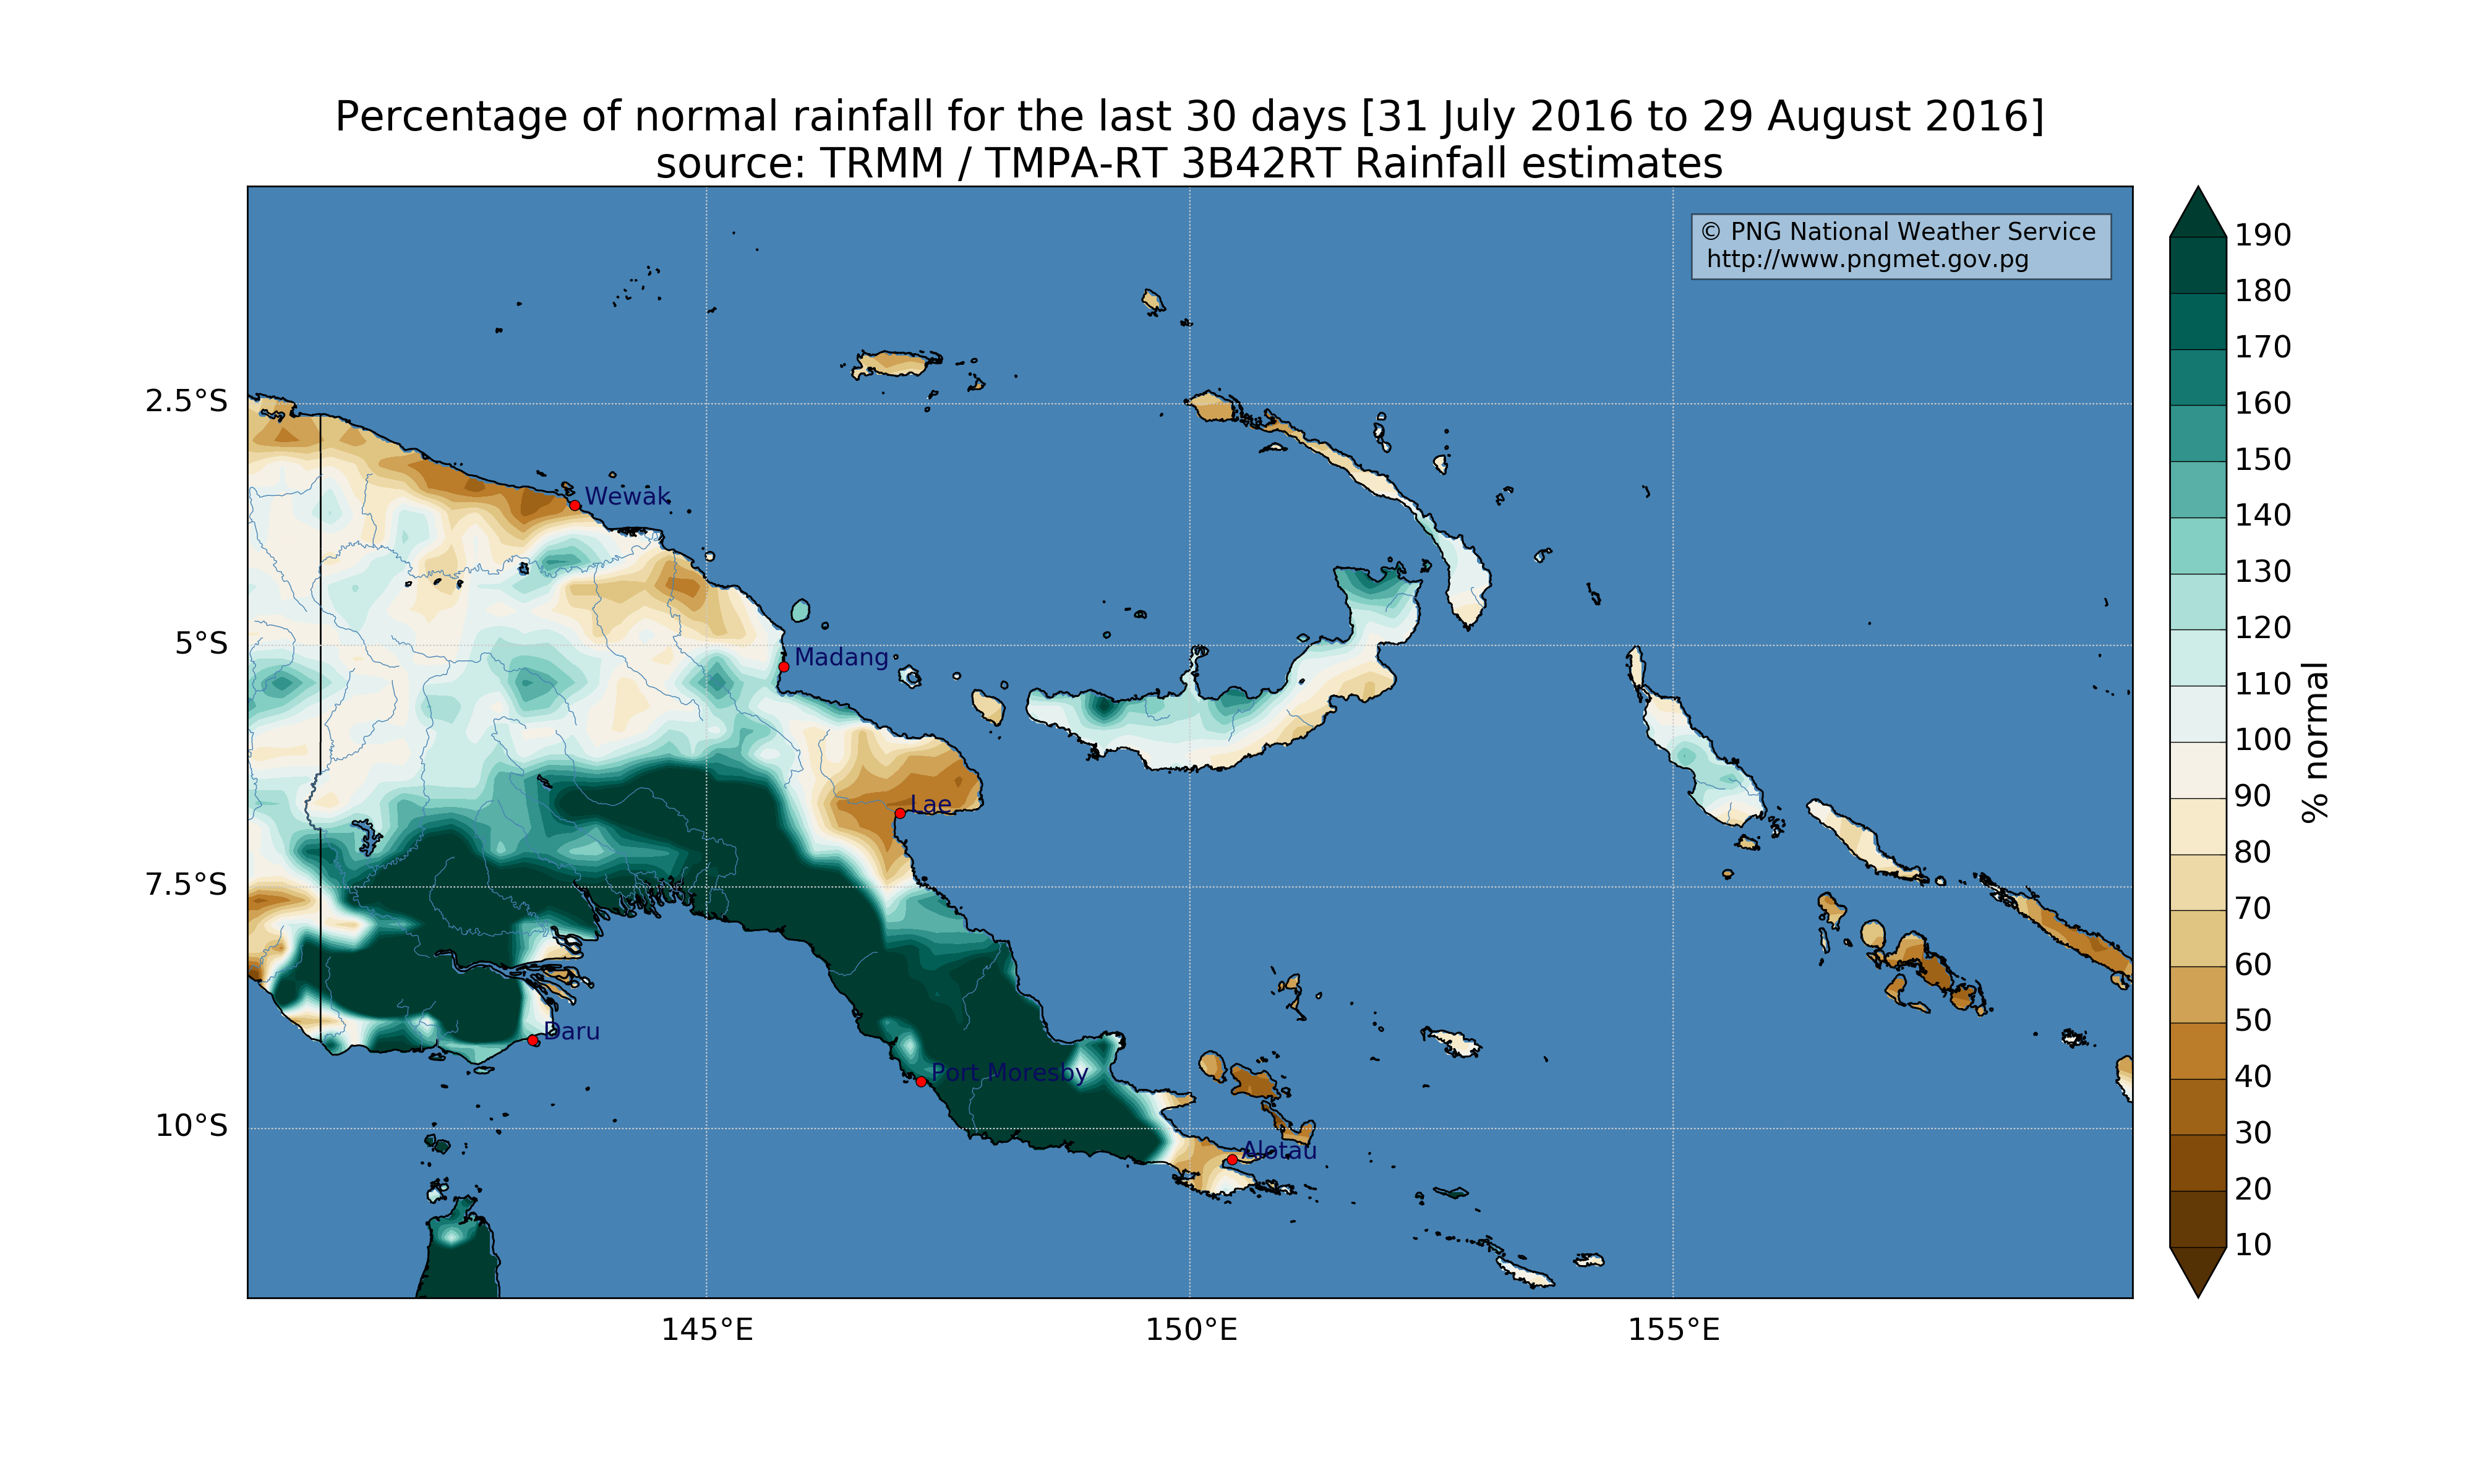 Percentage of normal rainfall for the last 30 days [31 July 2016 to 29 August 2016]
source: TRMM / TMPA-RT 3B42RT Rainfall estimates
© PNG National Weather Service
http://www.pngmet.gov.pg
2.5°S
5°S
7.5°S
10°S
145°E
150°E
155°E
Wewak
Madang
Lae
Daru
Port Moresby
Alotau
190
180
170
160
150
140
130
120
110
100
90
80
70
60
50
40
30
20
10
% normal